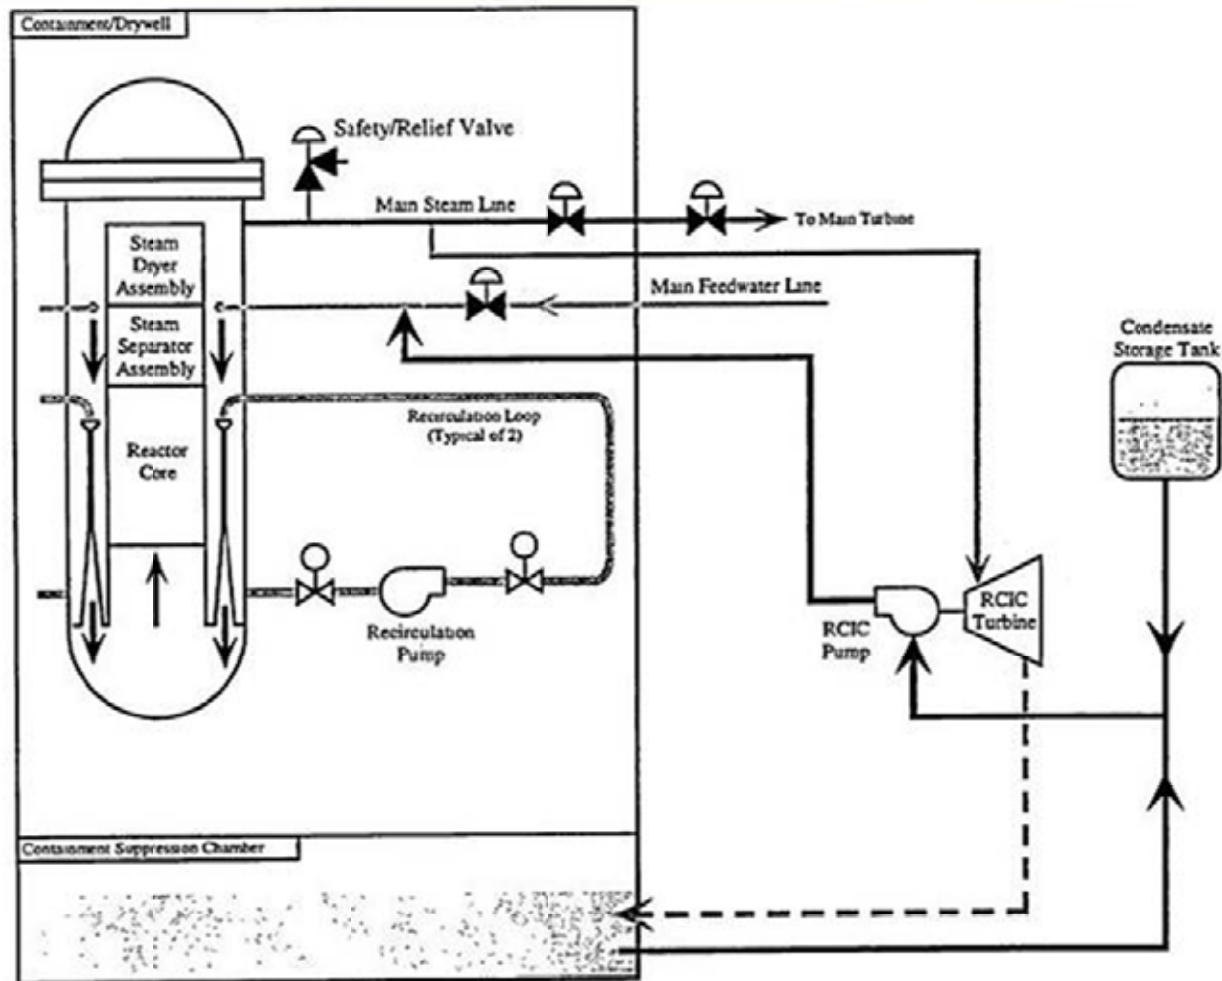 Containment/Drywell
Safety/Relief Valve
Main Steam Line
To Main Turbine
Steam
Dryer
Assembly
Main Feedwater Line
Steam
Separator
Assembly
Condensate
Storage Tank
Recirculation Loop
(Typical of 2)
Reactor
Core
RCIC
Turbine
RCIC
Pump
Recirculation
Pump
Containment Suppression Chamber